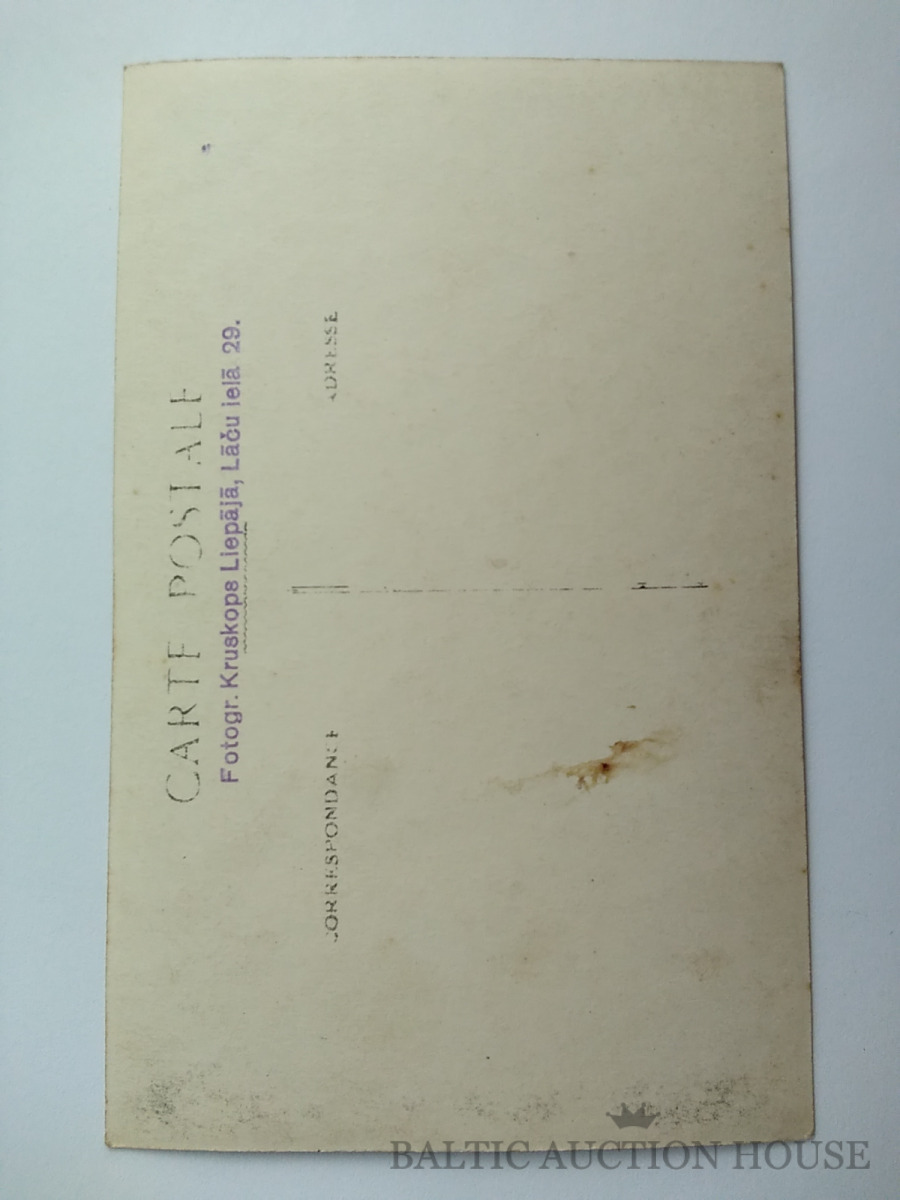 CARTE POSTALE
Fotogr. Kruskops Liepājā, Lāču ielā 29.
CORRESPONDANCE
ADRESSE
BALTIC AUCTION HOUSE